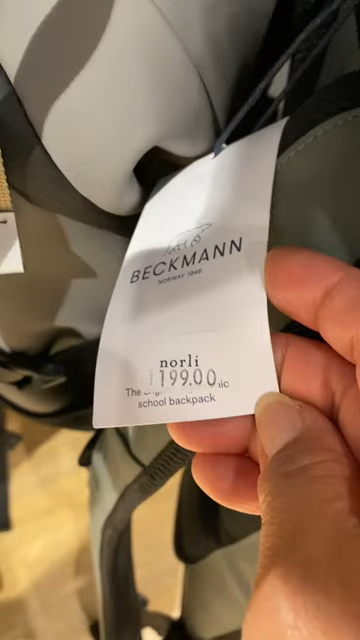 BECKMANN
NORWAY 1946
norli
1199.00
The
school backpack